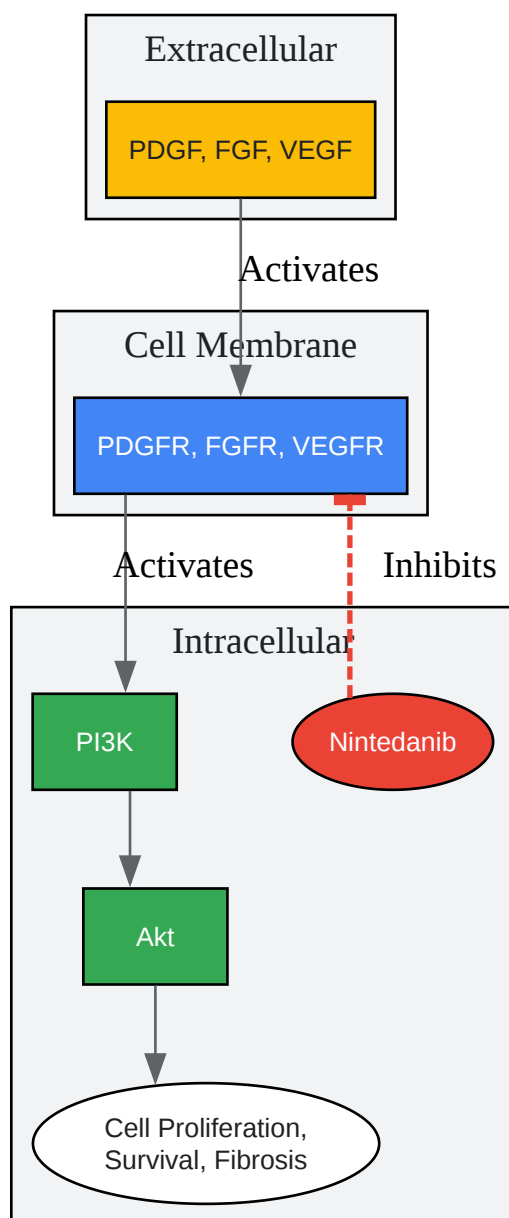 Extracellular
PDGF, FGF, VEGF
Activates
Cell Membrane
PDGFR, FGFR, VEGFR
Activates
Inhibits
Intracellular
PI3K
Nintedanib
Akt
Cell Proliferation,
Survival, Fibrosis